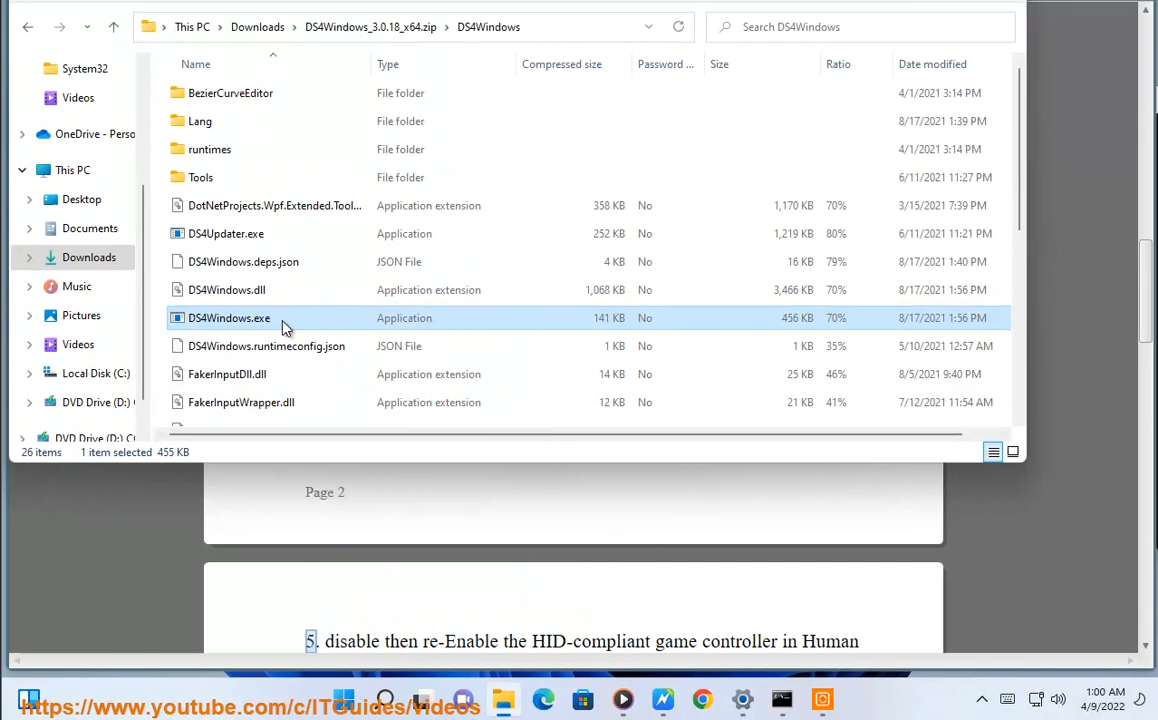 This PC > Downloads > DS4Windows_3.0.18_x64.zip > DS4Windows
Search DS4Windows
Name Type Compressed size Password ... Size Ratio Date modified
System32
Videos
OneDrive - Perso
This PC
Desktop
Documents
Downloads
Music
Pictures
Videos
Local Disk (C:)
DVD Drive (D:)
DVD Drive (D:) C
BezierCurveEditor File folder 4/1/2021 3:14 PM
Lang File folder 8/17/2021 1:39 PM
runtimes File folder 4/1/2021 3:14 PM
Tools File folder 6/11/2021 11:27 PM
DotNetProjects.Wpf.Extended.Tool... Application extension 358 KB No 1,170 KB 70% 3/15/2021 7:39 PM
DS4Updater.exe Application 252 KB No 1,219 KB 80% 6/11/2021 11:21 PM
DS4Windows.deps.json JSON File 4 KB No 16 KB 79% 8/17/2021 1:40 PM
DS4Windows.dll Application extension 1,068 KB No 3,466 KB 70% 8/17/2021 1:56 PM
DS4Windows.exe Application 141 KB No 456 KB 70% 8/17/2021 1:56 PM
DS4Windows.runtimeconfig.json JSON File 1 KB No 1 KB 35% 5/10/2021 12:57 AM
FakerInputDll.dll Application extension 14 KB No 25 KB 46% 8/5/2021 9:40 PM
FakerInputWrapper.dll Application extension 12 KB No 21 KB 41% 7/12/2021 11:54 AM
26 items 1 item selected 455 KB
Page 2
5. disable then re-Enable the HID-compliant game controller in Human
https://www.youtube.com/c/ITGuides/videos
1:00 AM
4/9/2022